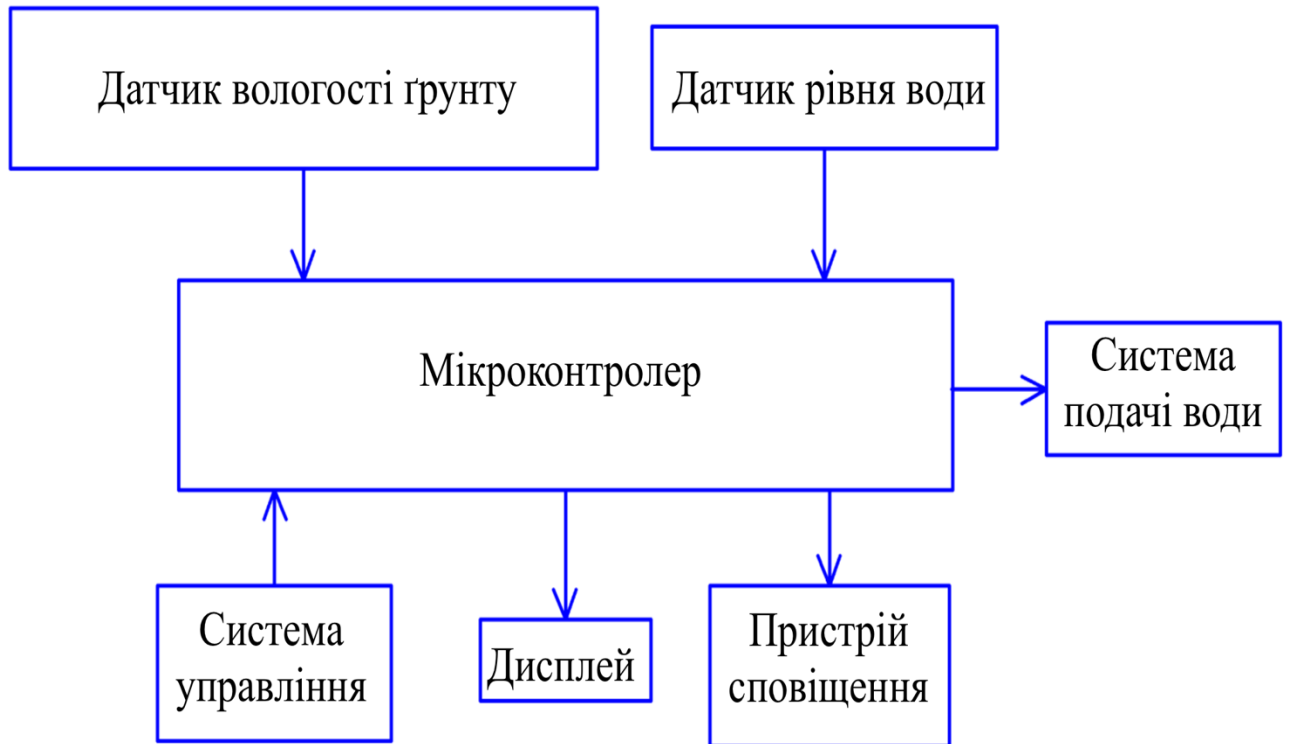 Датчик вологості ґрунту
Датчик рівня води
Мікроконтролер
Система
подачі води
Система
управління
Дисплей
Пристрій
сповіщення